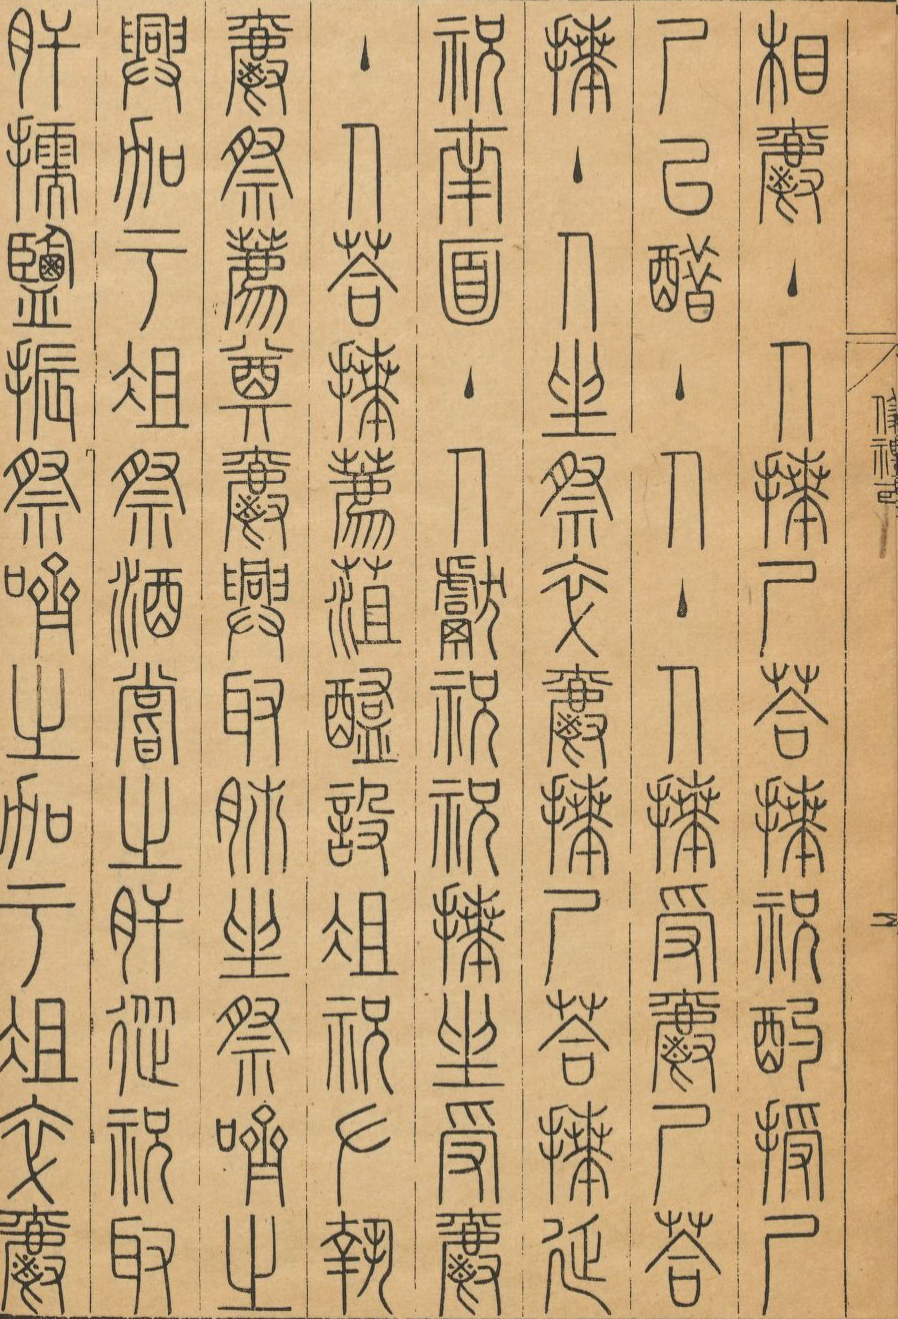 相爵主人拜尸荅拜祝酌授尸
尸以醋主人主人拜受爵尸荅
拜主人坐祭卒爵拜尸荅拜延
祝南面主人獻祝祝拜坐受爵
主人荅拜薦菹醢設俎祝左執
爵祭薦奠爵興取肺坐祭嚌之
興加于俎祭酒嘗之肝從祝取
肝擩鹽振祭嚌之加于俎卒爵